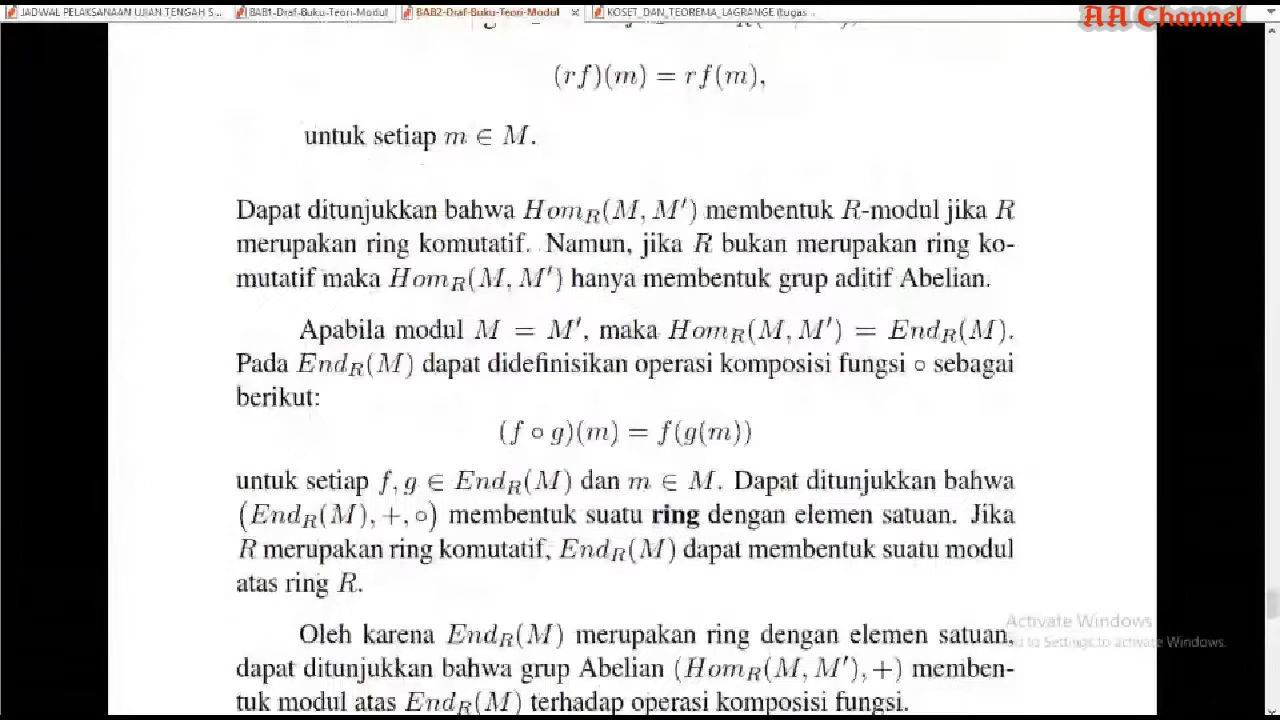 JADWAL PELAKSANAAN UJIAN TENGAH S... BAB1-Draf-Buku-Teori-Modul BAB2-Draf-Buku-Teori-Modul × KOSET_DAN_TEOREMA_LAGRANGE (tugas ...
AA Channel
(rf)(m) = rf(m),
untuk setiap m ∈ M.
Dapat ditunjukkan bahwa Hom_R(M, M′) membentuk R-modul jika R
merupakan ring komutatif. Namun, jika R bukan merupakan ring ko-
mutatif maka Hom_R(M, M′) hanya membentuk grup aditif Abelian.
Apabila modul M = M′, maka Hom_R(M, M′) = End_R(M).
Pada End_R(M) dapat didefinisikan operasi komposisi fungsi ∘ sebagai
berikut:
(f ∘ g)(m) = f(g(m))
untuk setiap f, g ∈ End_R(M) dan m ∈ M. Dapat ditunjukkan bahwa
(End_R(M), +, ∘) membentuk suatu ring dengan elemen satuan. Jika
R merupakan ring komutatif, End_R(M) dapat membentuk suatu modul
atas ring R.
Oleh karena End_R(M) merupakan ring dengan elemen satuan,
dapat ditunjukkan bahwa grup Abelian (Hom_R(M, M′), +) memben-
tuk modul atas End_R(M) terhadap operasi komposisi fungsi.
Activate Windows
to Settings to activate Windows.